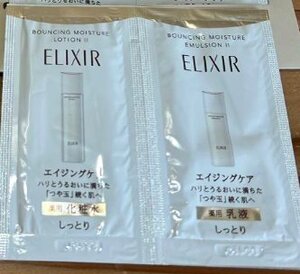 BOUNCING MOISTURE
LOTION II
ELIXIR
エイジングケア
ハリとうるおいに満ちた
「つや玉」続く肌へ
薬用 化粧水
しっとり
BOUNCING MOISTURE
EMULSION II
ELIXIR
エイジングケア
ハリとうるおいに満ちた
「つや玉」続く肌へ
薬用 乳液
しっとり